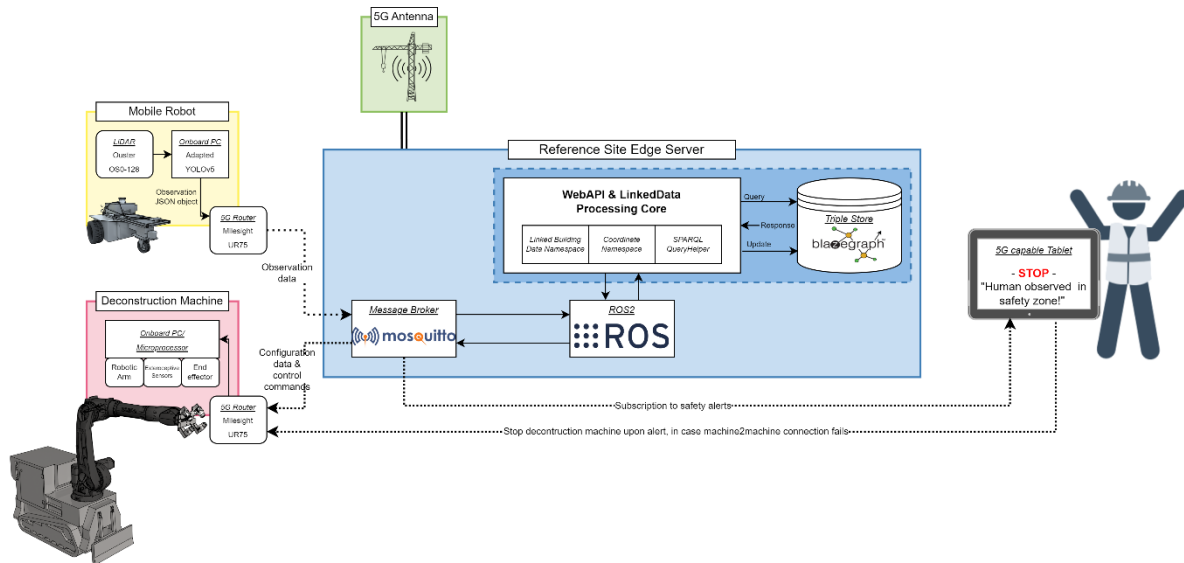 5G Antenna
Mobile Robot
LiDAR
Ouster
OS0-128
Onboard PC
Adapted
YOLOv5
Observation
JSON object
5G Router
Milesight
UR75
Observation
data
Reference Site Edge Server
WebAPI & LinkedData
Processing Core
Linked Building
Data Namespace
Coordinate
Namespace
SPARQL
QueryHelper
Query
Response
Update
Triple Store
blazegraph
Message Broker
mosquitto
ROS2
ROS
5G capable Tablet
- STOP -
"Human observed in
safety zone!"
Deconstruction Machine
Onboard PC/
Microprocessor
Robotic
Arm
Exteroceptive
Sensors
End
effector
Configuration
data &
control
commands
5G Router
Milesight
UR75
Subscription to safety alerts
Stop decontruction machine upon alert, in case machine2machine connection fails